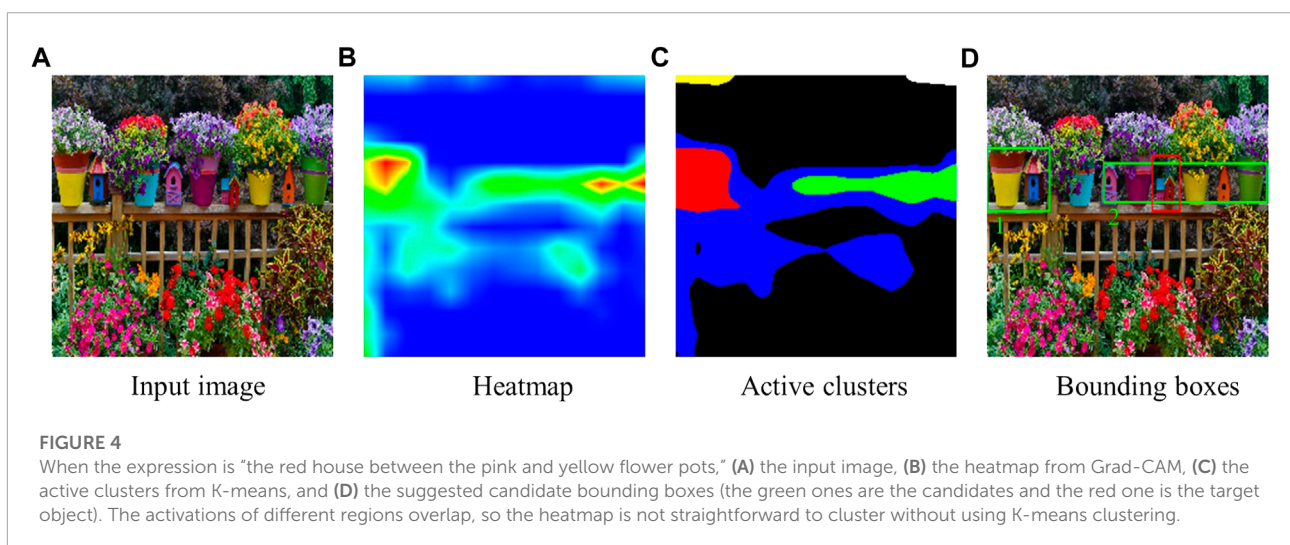 A
B
C
D
1
2
Input image
Heatmap
Active clusters
Bounding boxes
FIGURE 4
When the expression is “the red house between the pink and yellow flower pots,” (A) the input image, (B) the heatmap from Grad-CAM, (C) the
active clusters from K-means, and (D) the suggested candidate bounding boxes (the green ones are the candidates and the red one is the target
object). The activations of different regions overlap, so the heatmap is not straightforward to cluster without using K-means clustering.